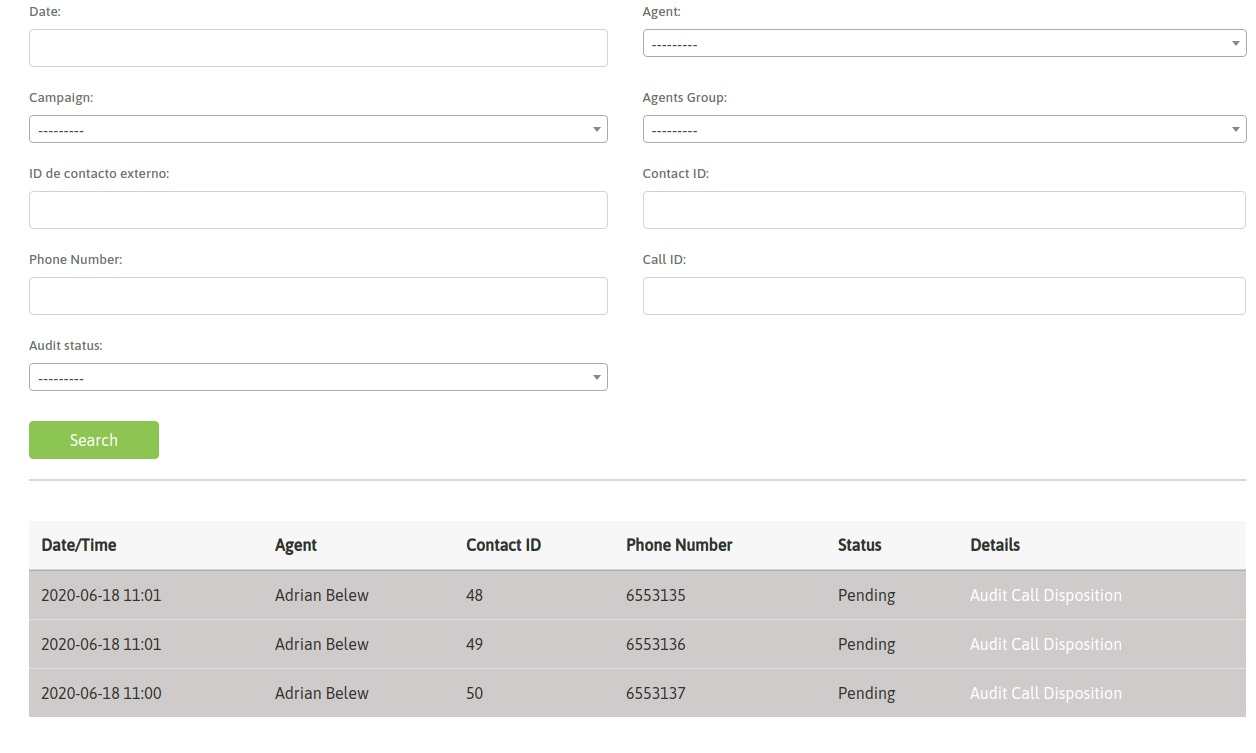 Date: Agent:
---------
Campaign: Agents Group:
--------- ---------
ID de contacto externo: Contact ID:
Phone Number: Call ID:
Audit status:
---------
Search
Date/Time Agent Contact ID Phone Number Status Details
2020-06-18 11:01 Adrian Belew 48 6553135 Pending Audit Call Disposition
2020-06-18 11:01 Adrian Belew 49 6553136 Pending Audit Call Disposition
2020-06-18 11:00 Adrian Belew 50 6553137 Pending Audit Call Disposition